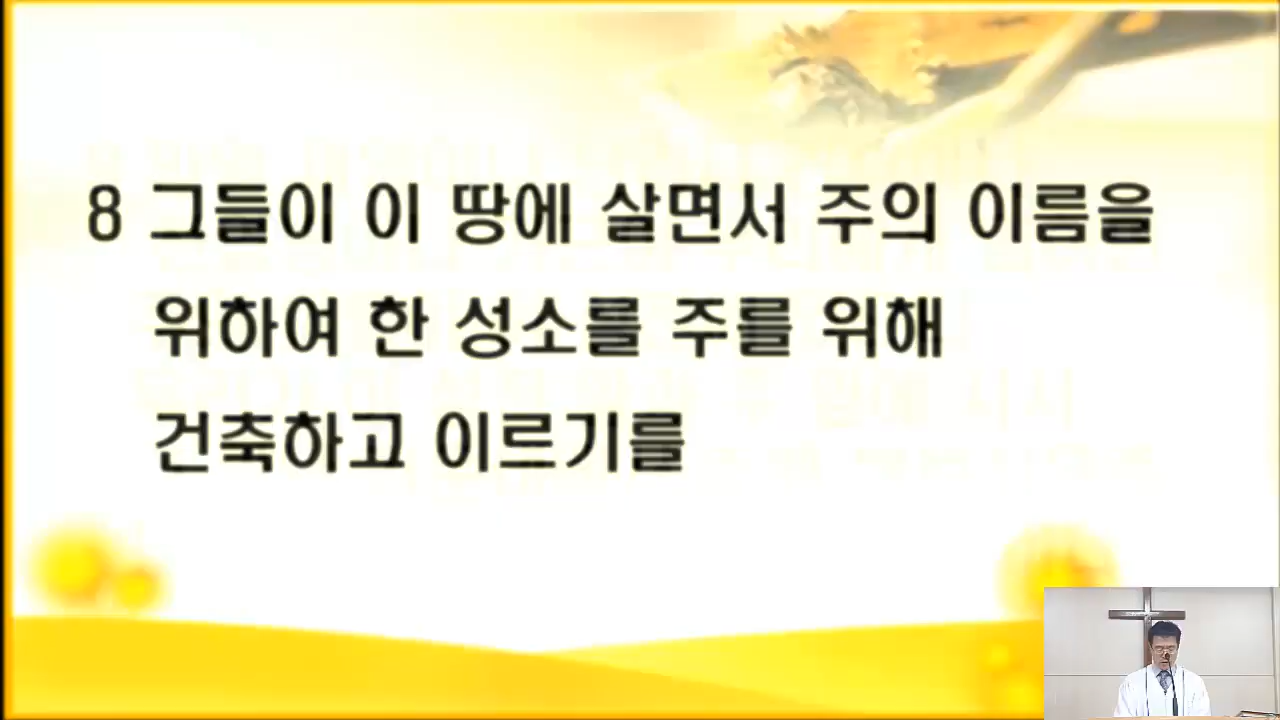 8 그들이 이 땅에 살면서 주의 이름을
위하여 한 성소를 주를 위해
건축하고 이르기를